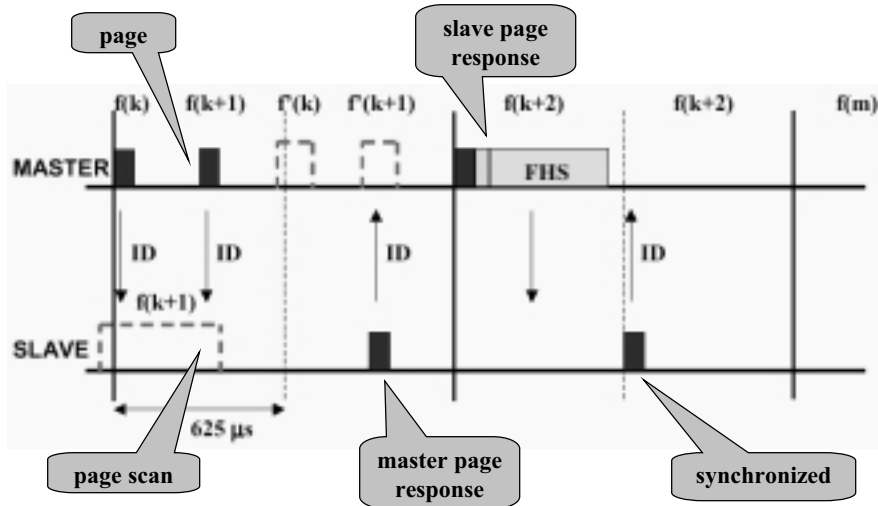 page
slave page
response
f(k) f(k+1) f'(k) f'(k+1) f(k+2) f(k+2) f(m)
MASTER
FHS
ID ID ID ID
f(k+1)
SLAVE
625 µs
page scan
master page
response
synchronized